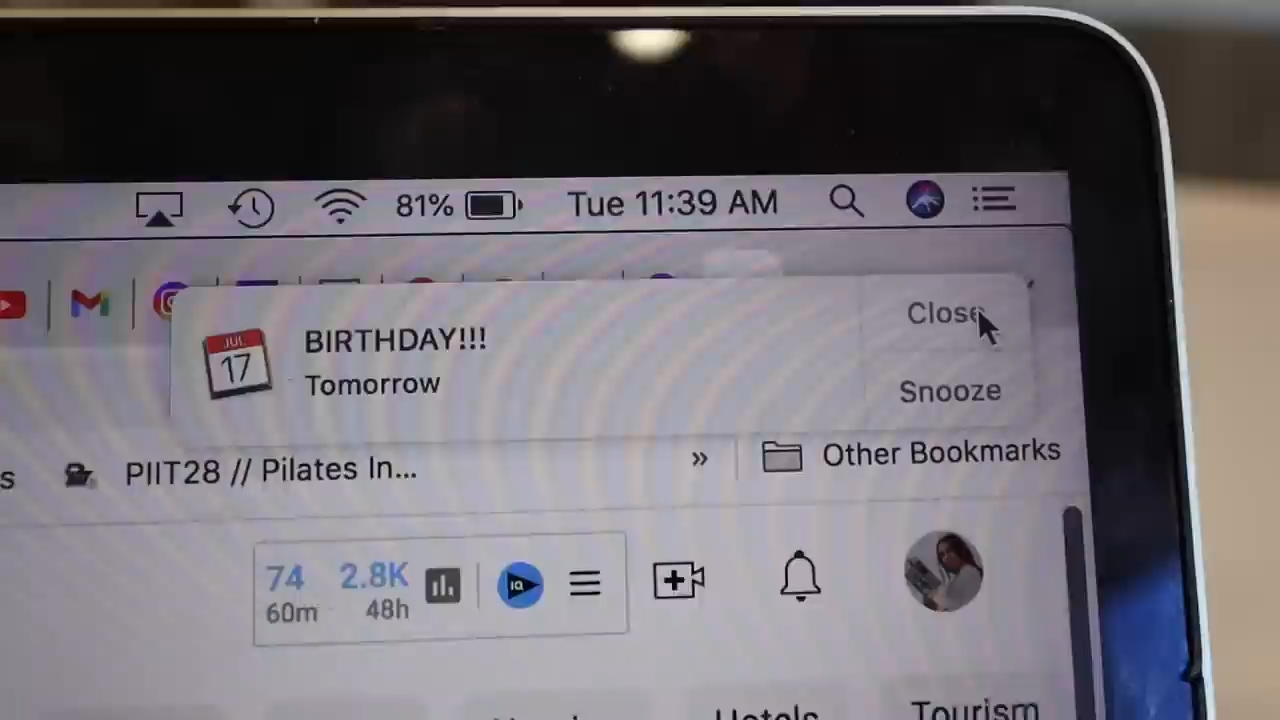 81% Tue 11:39 AM
JUL
17
BIRTHDAY!!!
Tomorrow
Close
Snooze
s PIIT28 // Pilates In... » Other Bookmarks
74 2.8K
60m 48h
IQ
Hotels Tourism